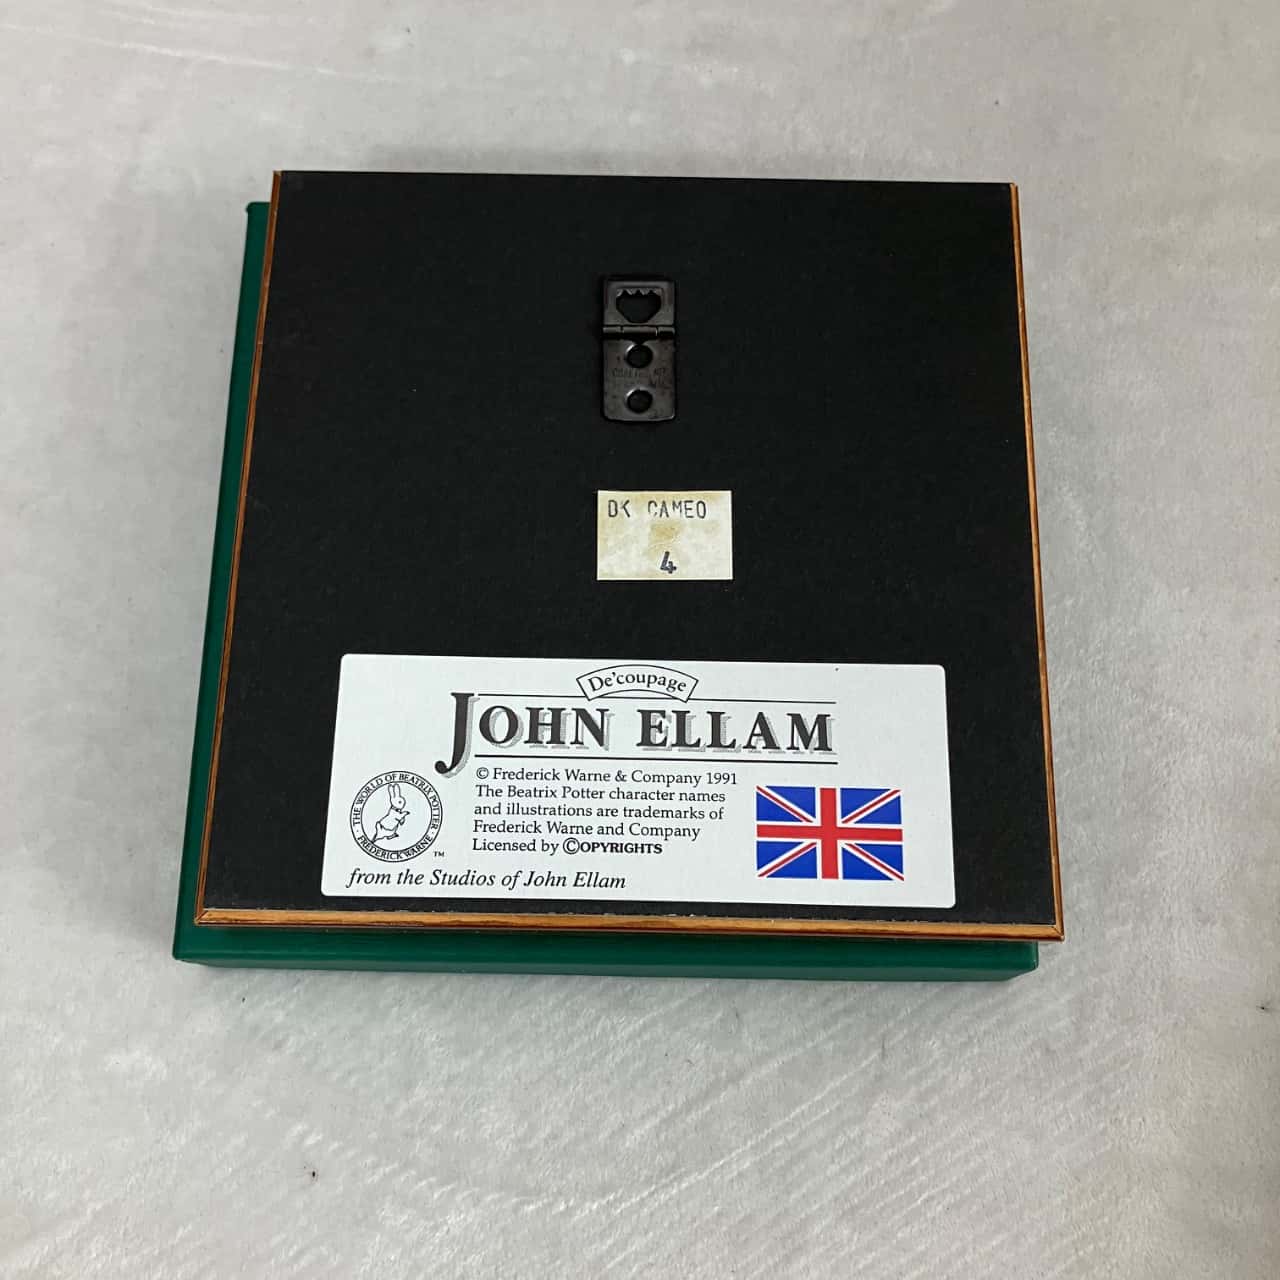 DK CAMEO
4
De'coupage
JOHN ELLAM
© Frederick Warne & Company 1991
The Beatrix Potter character names
and illustrations are trademarks of
Frederick Warne and Company
Licensed by ©OPYRIGHTS
THE WORLD OF BEATRIX POTTER
FREDERICK WARNE
TM
from the Studios of John Ellam